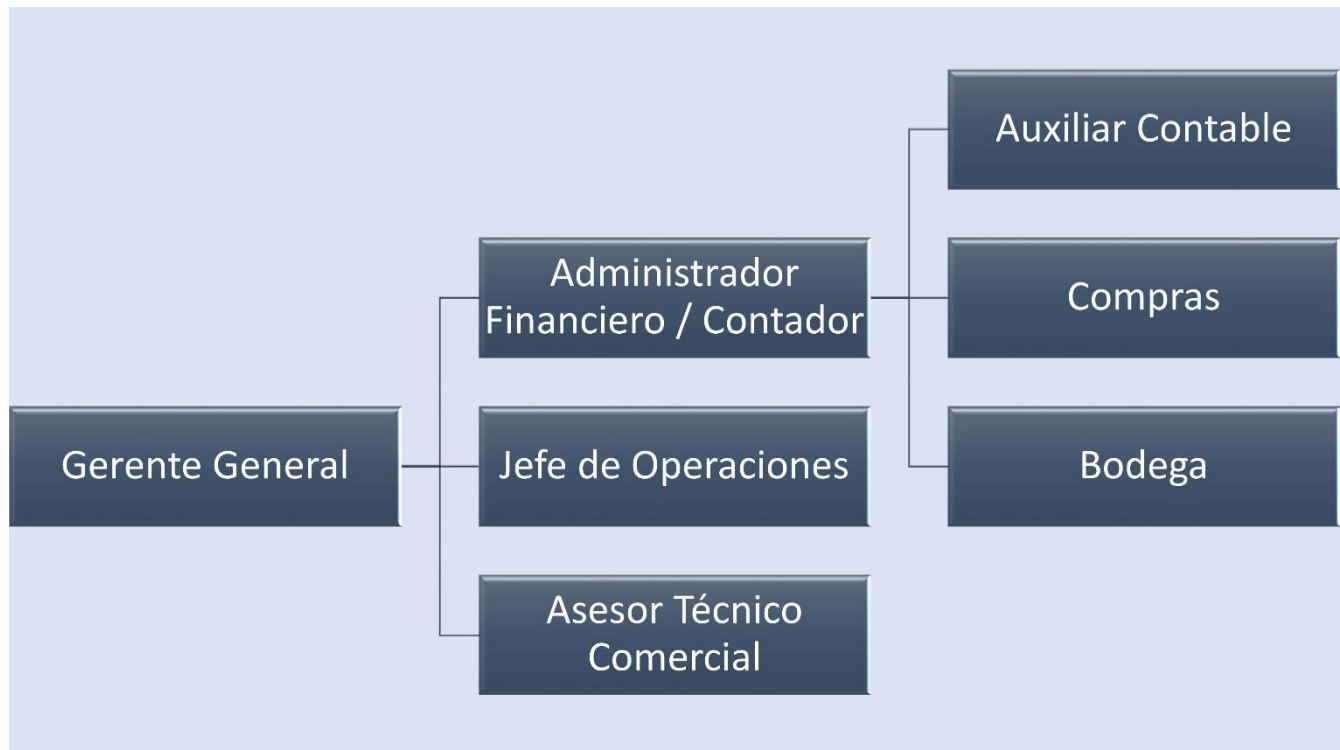 Gerente General
Administrador
Financiero / Contador
Jefe de Operaciones
Asesor Técnico
Comercial
Auxiliar Contable
Compras
Bodega